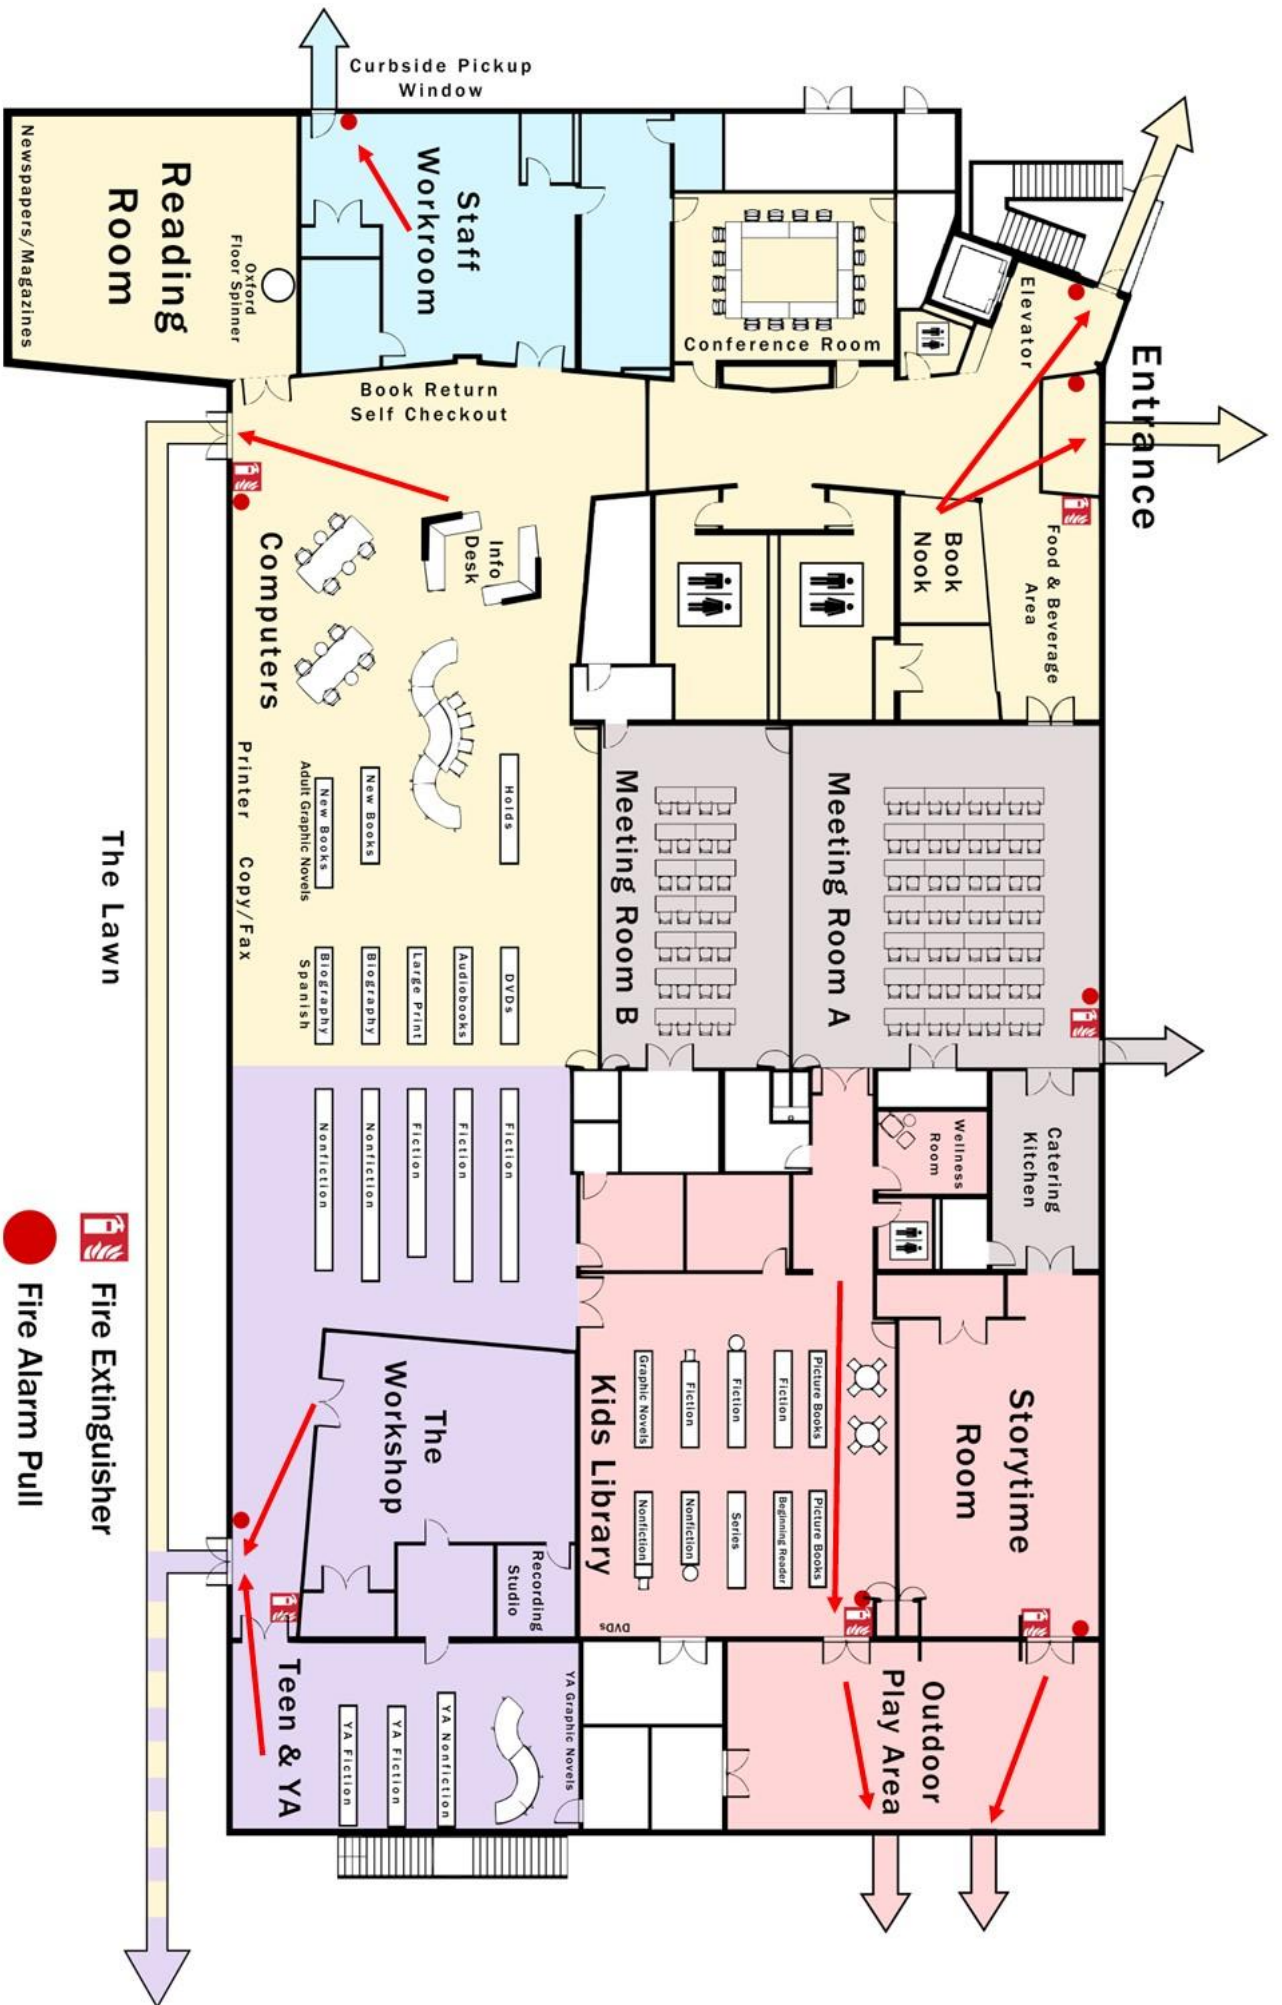 Curbside Pickup
Window
Reading
Room
Newspapers/Magazines
Oxford
Floor Spinner
Staff
Workroom
Conference Room
Elevator
Entrance
Book Return
Self Checkout
Info
Desk
Computers
Book
Nook
Food & Beverage
Area
Printer
Copy/Fax
New Books
Adult Graphic Novels
New Books
Holds
Biography
Spanish
Biography
Large Print
Audiobooks
DVDs
Meeting Room B
Meeting Room A
The Lawn
Nonfiction
Nonfiction
Fiction
Fiction
Fiction
Wellness
Room
Catering
Kitchen
The
Workshop
Recording
Studio
Kids Library
Graphic Novels
Fiction
Fiction
Fiction
Picture Books
Nonfiction
Nonfiction
Series
Beginning Reader
Picture Books
DVDs
Storytime
Room
Outdoor
Play Area
Teen & YA
YA Fiction
YA Fiction
YA Nonfiction
YA Graphic Novels
Fire Extinguisher
Fire Alarm Pull